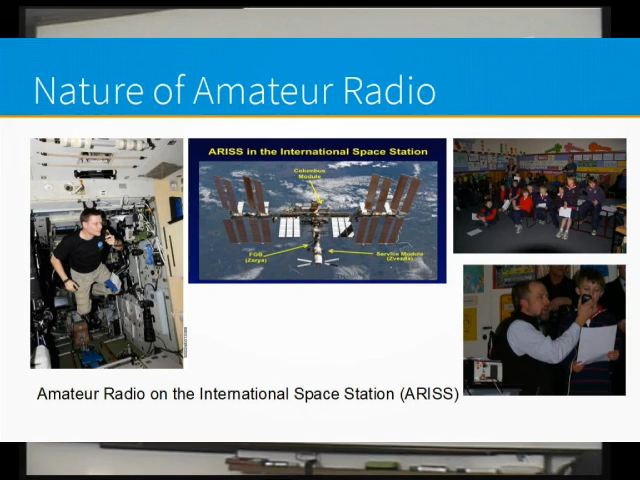 Nature of Amateur Radio
ARISS in the International Space Station
Columbus
Module
FGB
(Zarya)
Service Module
(Zvezda)
Amateur Radio on the International Space Station (ARISS)